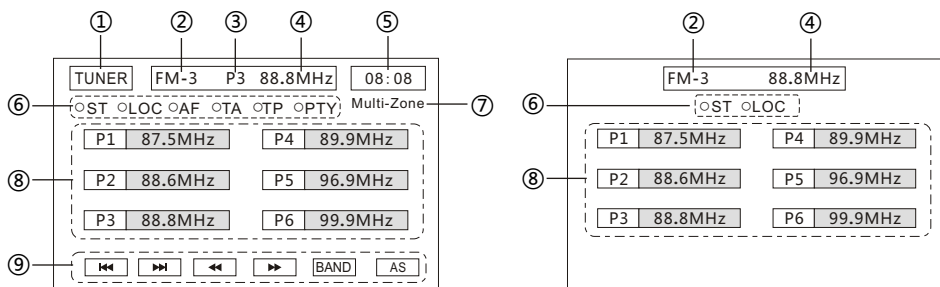 ① ② ③ ④ ⑤
TUNER FM-3 P3 88.8MHz 08:08
⑥ ST LOC AF TA TP PTY Multi-Zone ⑦
P1 87.5MHz P4 89.9MHz
⑧ P2 88.6MHz P5 96.9MHz
P3 88.8MHz P6 99.9MHz
⑨ BAND AS
② ④
FM-3 88.8MHz
⑥ ST LOC
P1 87.5MHz P4 89.9MHz
⑧ P2 88.6MHz P5 96.9MHz
P3 88.8MHz P6 99.9MHz